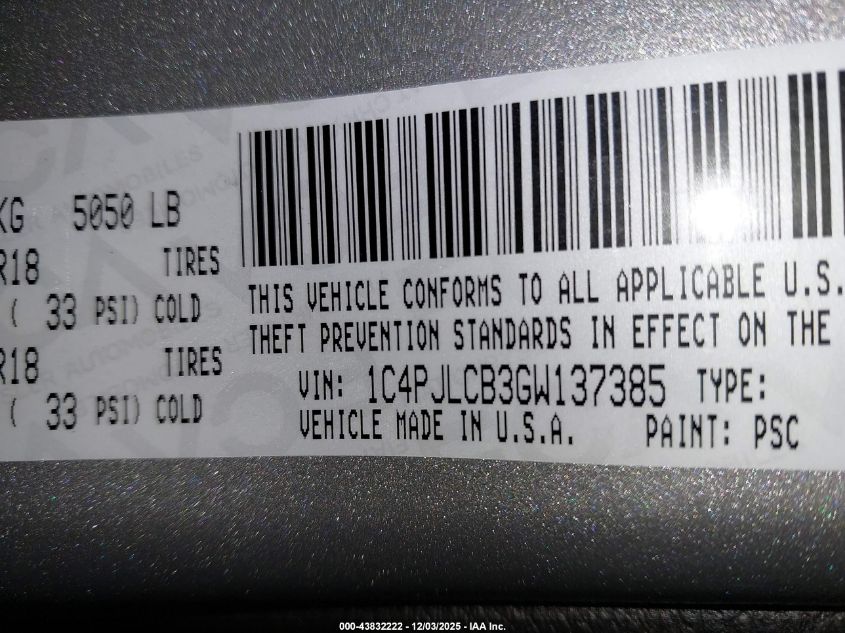 KG 5050 LB
R18 TIRES
( 33 PSI) COLD
R18 TIRES
( 33 PSI) COLD
THIS VEHICLE CONFORMS TO ALL APPLICABLE U.S.
THEFT PREVENTION STANDARDS IN EFFECT ON THE
VIN: 1C4PJLCB3GW137385 TYPE:
VEHICLE MADE IN U.S.A. PAINT: PSC
000-43832222 - 12/03/2025 - IAA Inc.